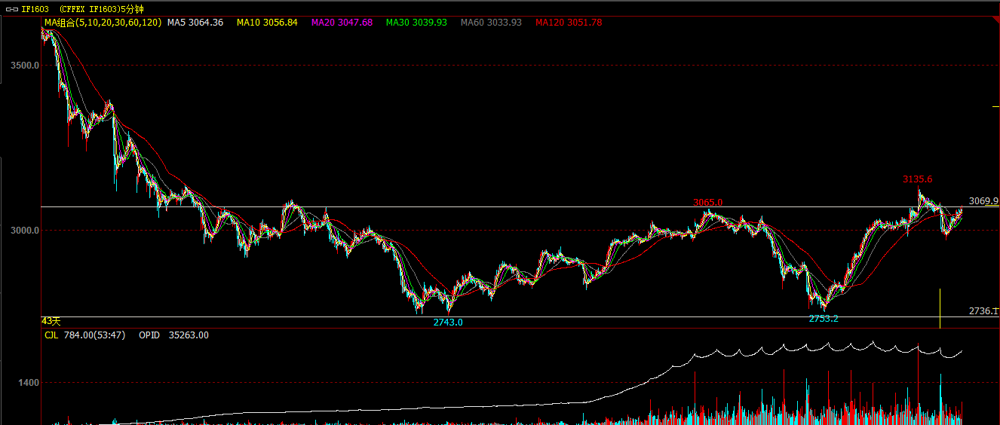 IF1603 (CFFEX IF1603)5分钟
MA组合(5,10,20,30,60,120) MA5 3064.36 MA10 3056.84 MA20 3047.68 MA30 3039.93 MA60 3033.93 MA120 3051.78
3500.0
3135.6
3065.0
3069.9
3000.0
2736.1
43天
2743.0
2753.2
CJL 784.00(53:47) OPID 35263.00
1400